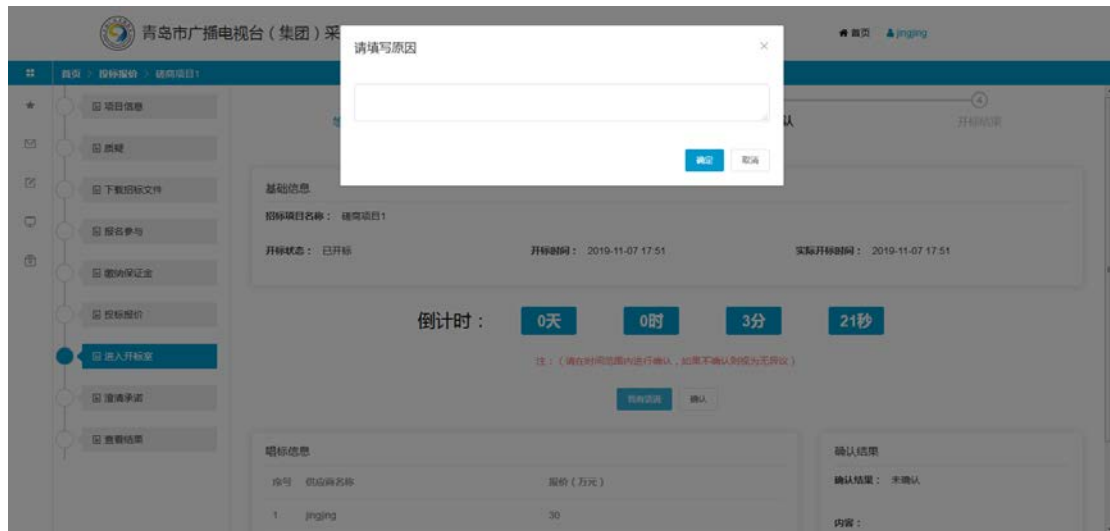 青岛市广播电视台（集团）采
首页
jingjing
请填写原因
×
确定
取消
首页 > 投标报价 > 磋商项目1
项目信息
质疑
下载招标文件
报名参与
缴纳保证金
投标报价
进入开标室
澄清承诺
查看结果
认
4
开标结果
基础信息
招标项目名称： 磋商项目1
开标状态： 已开标
开标时间： 2019-11-07 17:51
实际开标时间： 2019-11-07 17:51
倒计时：
0天
0时
3分
21秒
注：（请在时间范围内进行确认，如果不确认则视为无异议）
确认
唱标信息
序号 供应商名称 报价（万元）
1 jingjing 30
确认结果
确认结果： 未确认
内容：